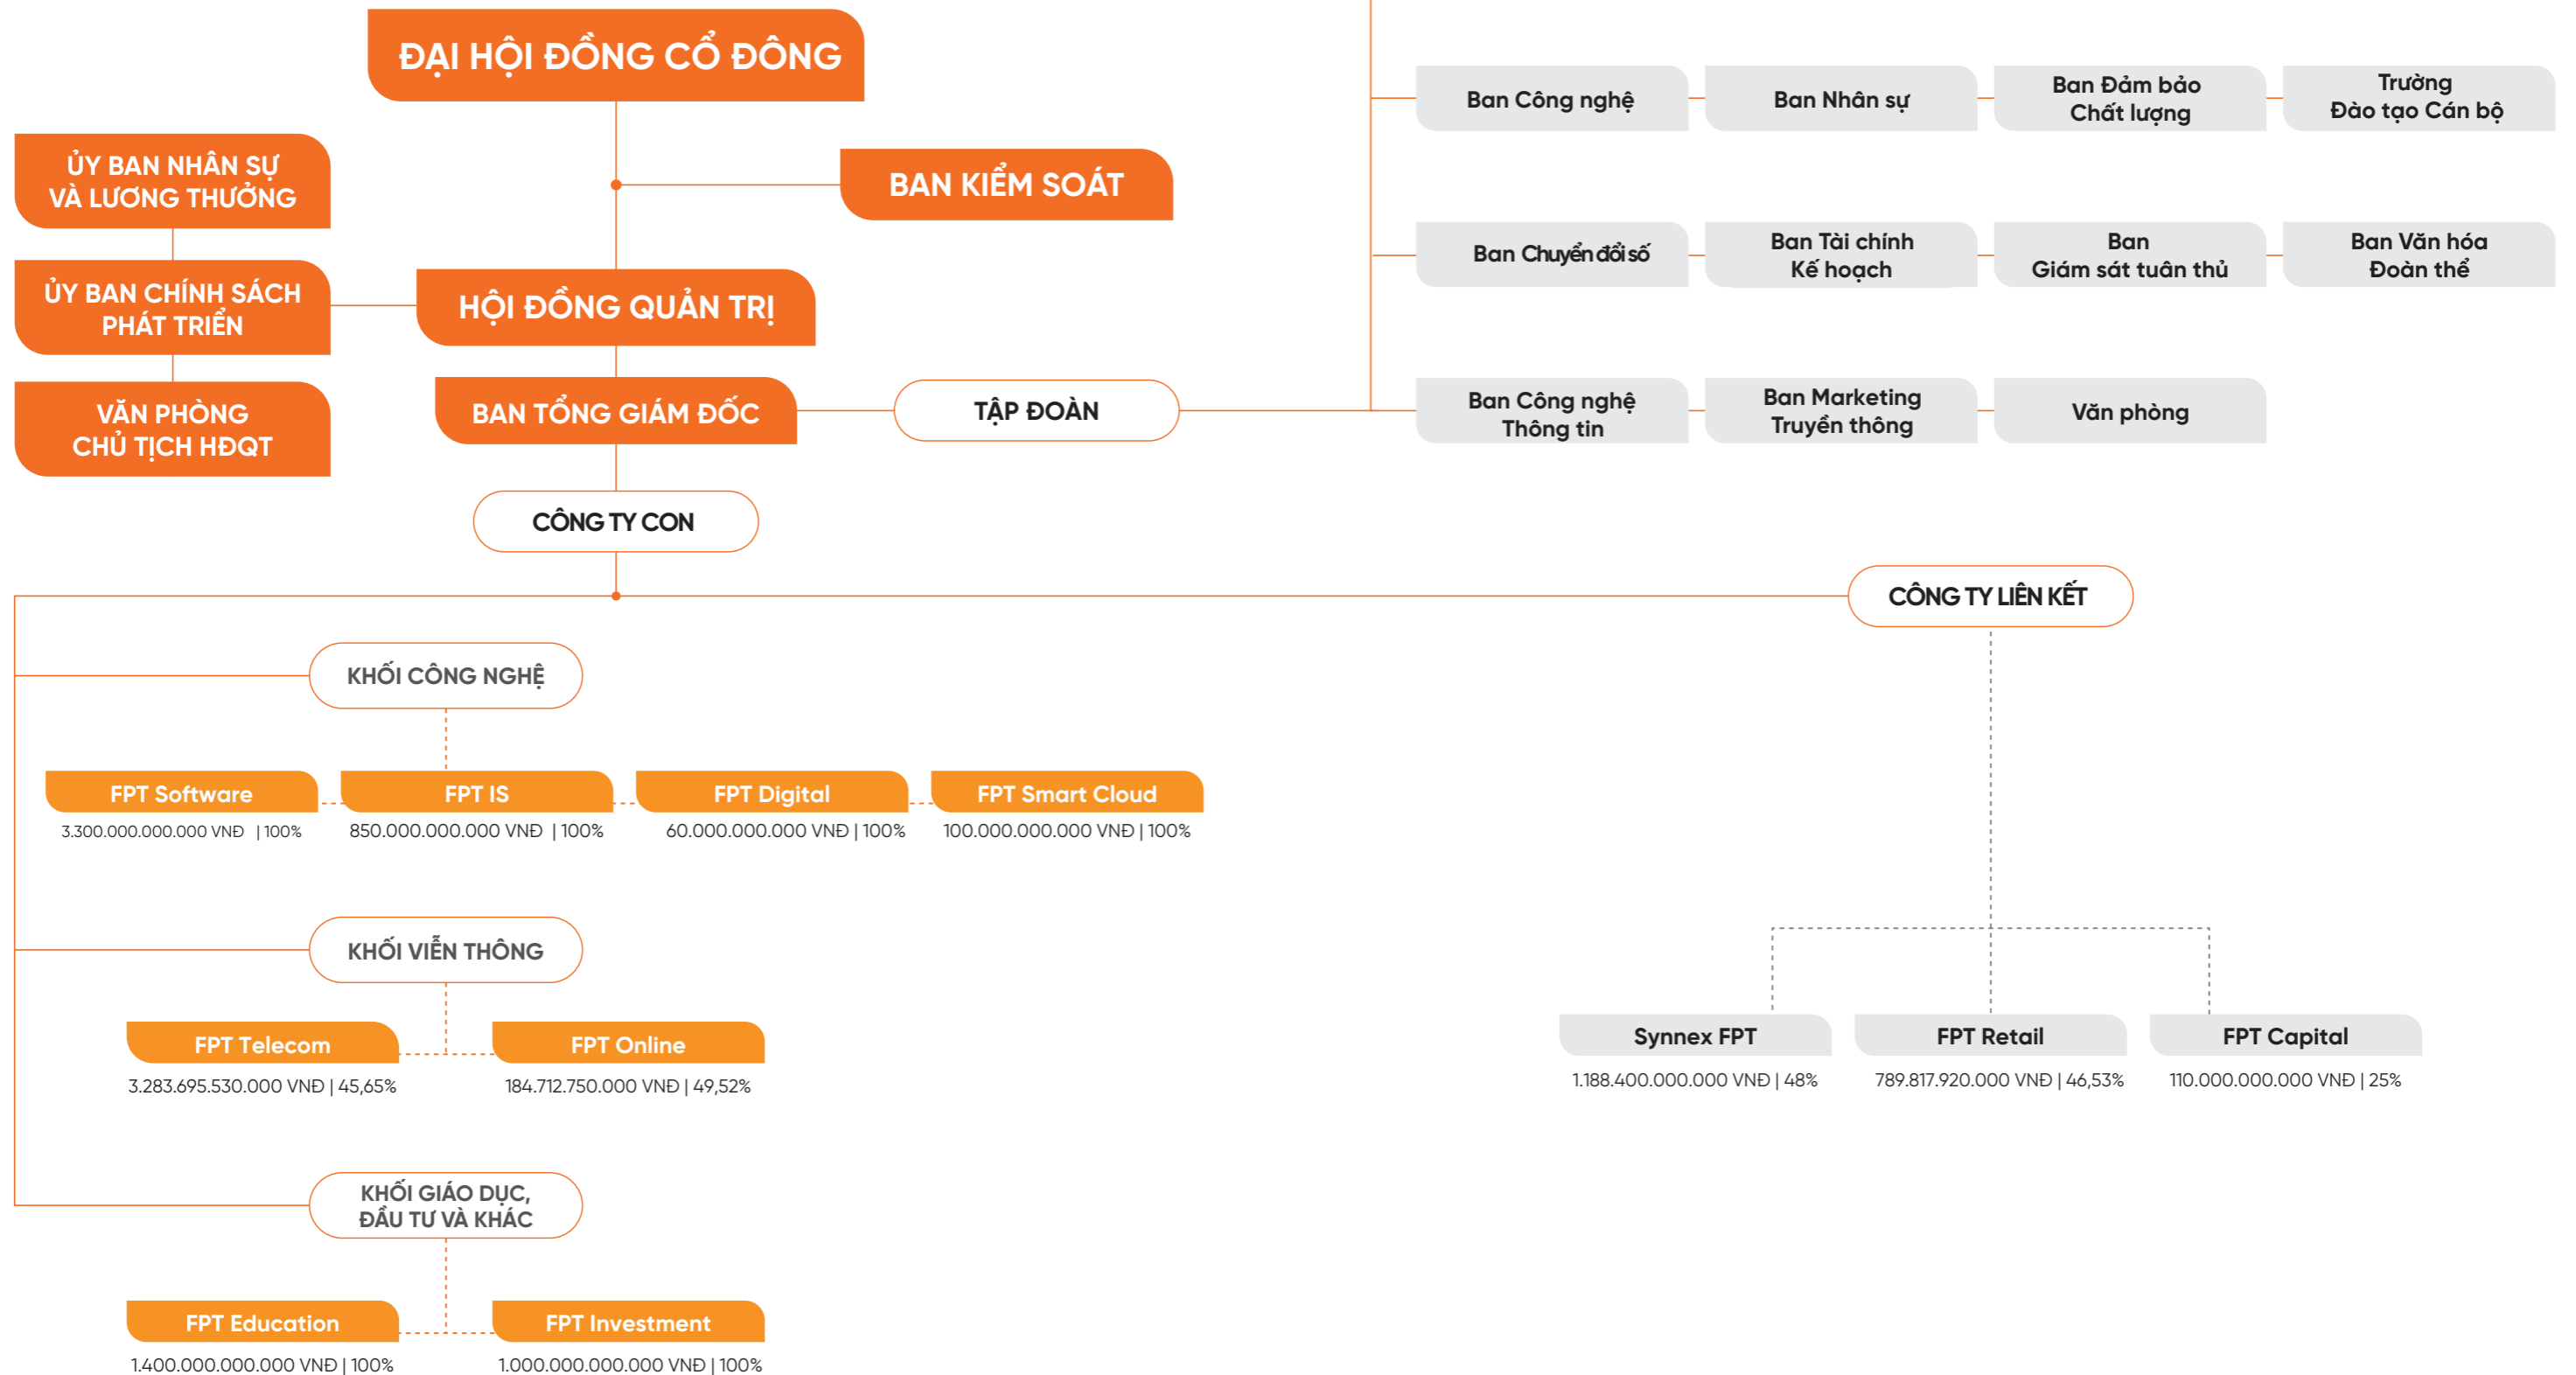 ĐẠI HỘI ĐỒNG CỔ ĐÔNG
BAN KIỂM SOÁT
ỦY BAN NHÂN SỰ
VÀ LƯƠNG THƯỞNG
ỦY BAN CHÍNH SÁCH
PHÁT TRIỂN
VĂN PHÒNG
CHỦ TỊCH HĐQT
HỘI ĐỒNG QUẢN TRỊ
BAN TỔNG GIÁM ĐỐC
TẬP ĐOÀN
Ban Công nghệ
Ban Nhân sự
Ban Đảm bảo
Chất lượng
Trường
Đào tạo Cán bộ
Ban Chuyển đổi số
Ban Tài chính
Kế hoạch
Ban
Giám sát tuân thủ
Ban Văn hóa
Đoàn thể
Ban Công nghệ
Thông tin
Ban Marketing
Truyền thông
Văn phòng
CÔNG TY CON
CÔNG TY LIÊN KẾT
KHỐI CÔNG NGHỆ
FPT Software
3.300.000.000.000 VNĐ | 100%
FPT IS
850.000.000.000 VNĐ | 100%
FPT Digital
60.000.000.000 VNĐ | 100%
FPT Smart Cloud
100.000.000.000 VNĐ | 100%
KHỐI VIỄN THÔNG
FPT Telecom
3.283.695.530.000 VNĐ | 45,65%
FPT Online
184.712.750.000 VNĐ | 49,52%
Synnex FPT
1.188.400.000.000 VNĐ | 48%
FPT Retail
789.817.920.000 VNĐ | 46,53%
FPT Capital
110.000.000.000 VNĐ | 25%
KHỐI GIÁO DỤC,
ĐẦU TƯ VÀ KHÁC
FPT Education
1.400.000.000.000 VNĐ | 100%
FPT Investment
1.000.000.000.000 VNĐ | 100%